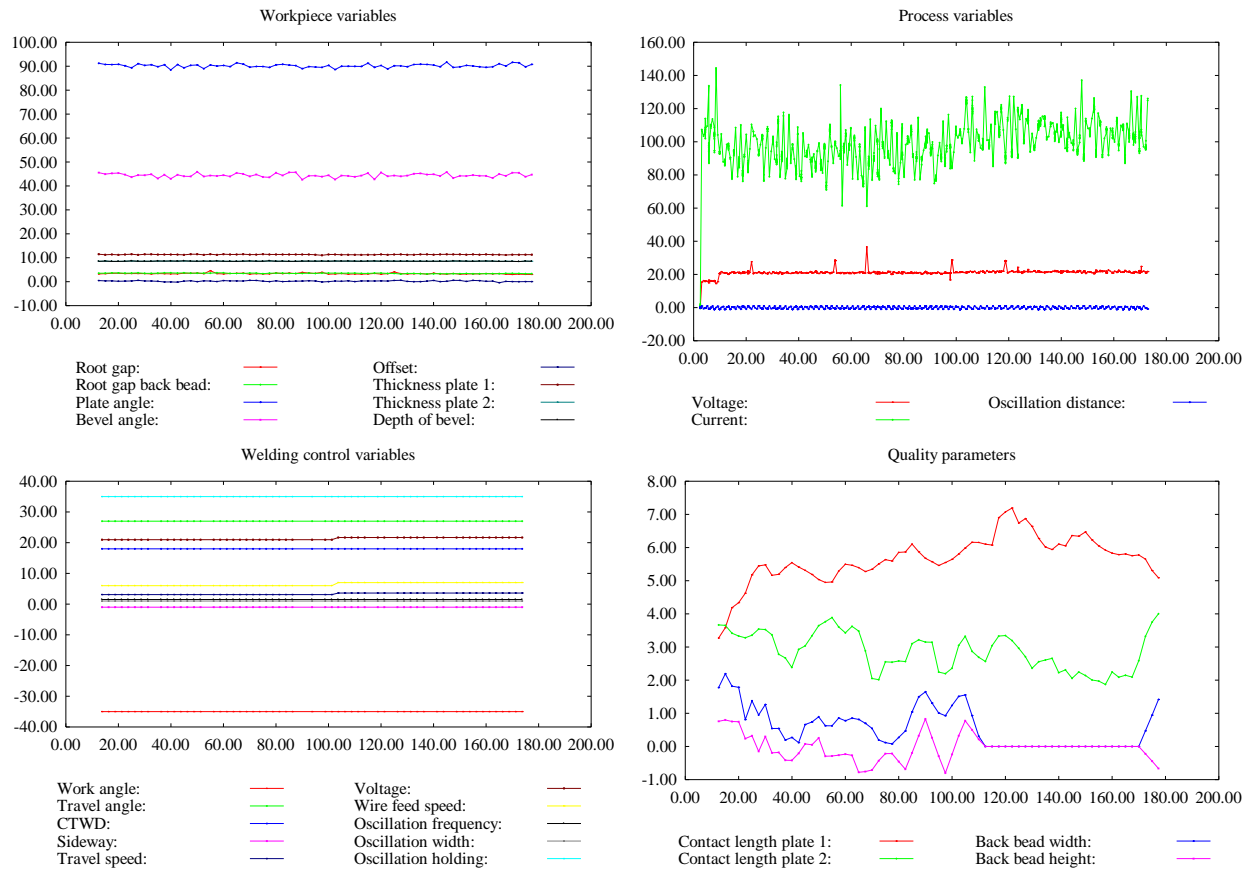 Workpiece variables
100.00
90.00
80.00
70.00
60.00
50.00
40.00
30.00
20.00
10.00
0.00
-10.00
0.00 20.00 40.00 60.00 80.00 100.00 120.00 140.00 160.00 180.00 200.00
Root gap:
Root gap back bead:
Plate angle:
Bevel angle:
Offset:
Thickness plate 1:
Thickness plate 2:
Depth of bevel:
Process variables
160.00
140.00
120.00
100.00
80.00
60.00
40.00
20.00
0.00
-20.00
0.00 20.00 40.00 60.00 80.00 100.00 120.00 140.00 160.00 180.00 200.00
Voltage:
Current:
Oscillation distance:
Welding control variables
40.00
30.00
20.00
10.00
0.00
-10.00
-20.00
-30.00
-40.00
0.00 20.00 40.00 60.00 80.00 100.00 120.00 140.00 160.00 180.00 200.00
Work angle:
Travel angle:
CTWD:
Sideway:
Travel speed:
Voltage:
Wire feed speed:
Oscillation frequency:
Oscillation width:
Oscillation holding:
Quality parameters
8.00
7.00
6.00
5.00
4.00
3.00
2.00
1.00
0.00
-1.00
0.00 20.00 40.00 60.00 80.00 100.00 120.00 140.00 160.00 180.00 200.00
Contact length plate 1:
Contact length plate 2:
Back bead width:
Back bead height: